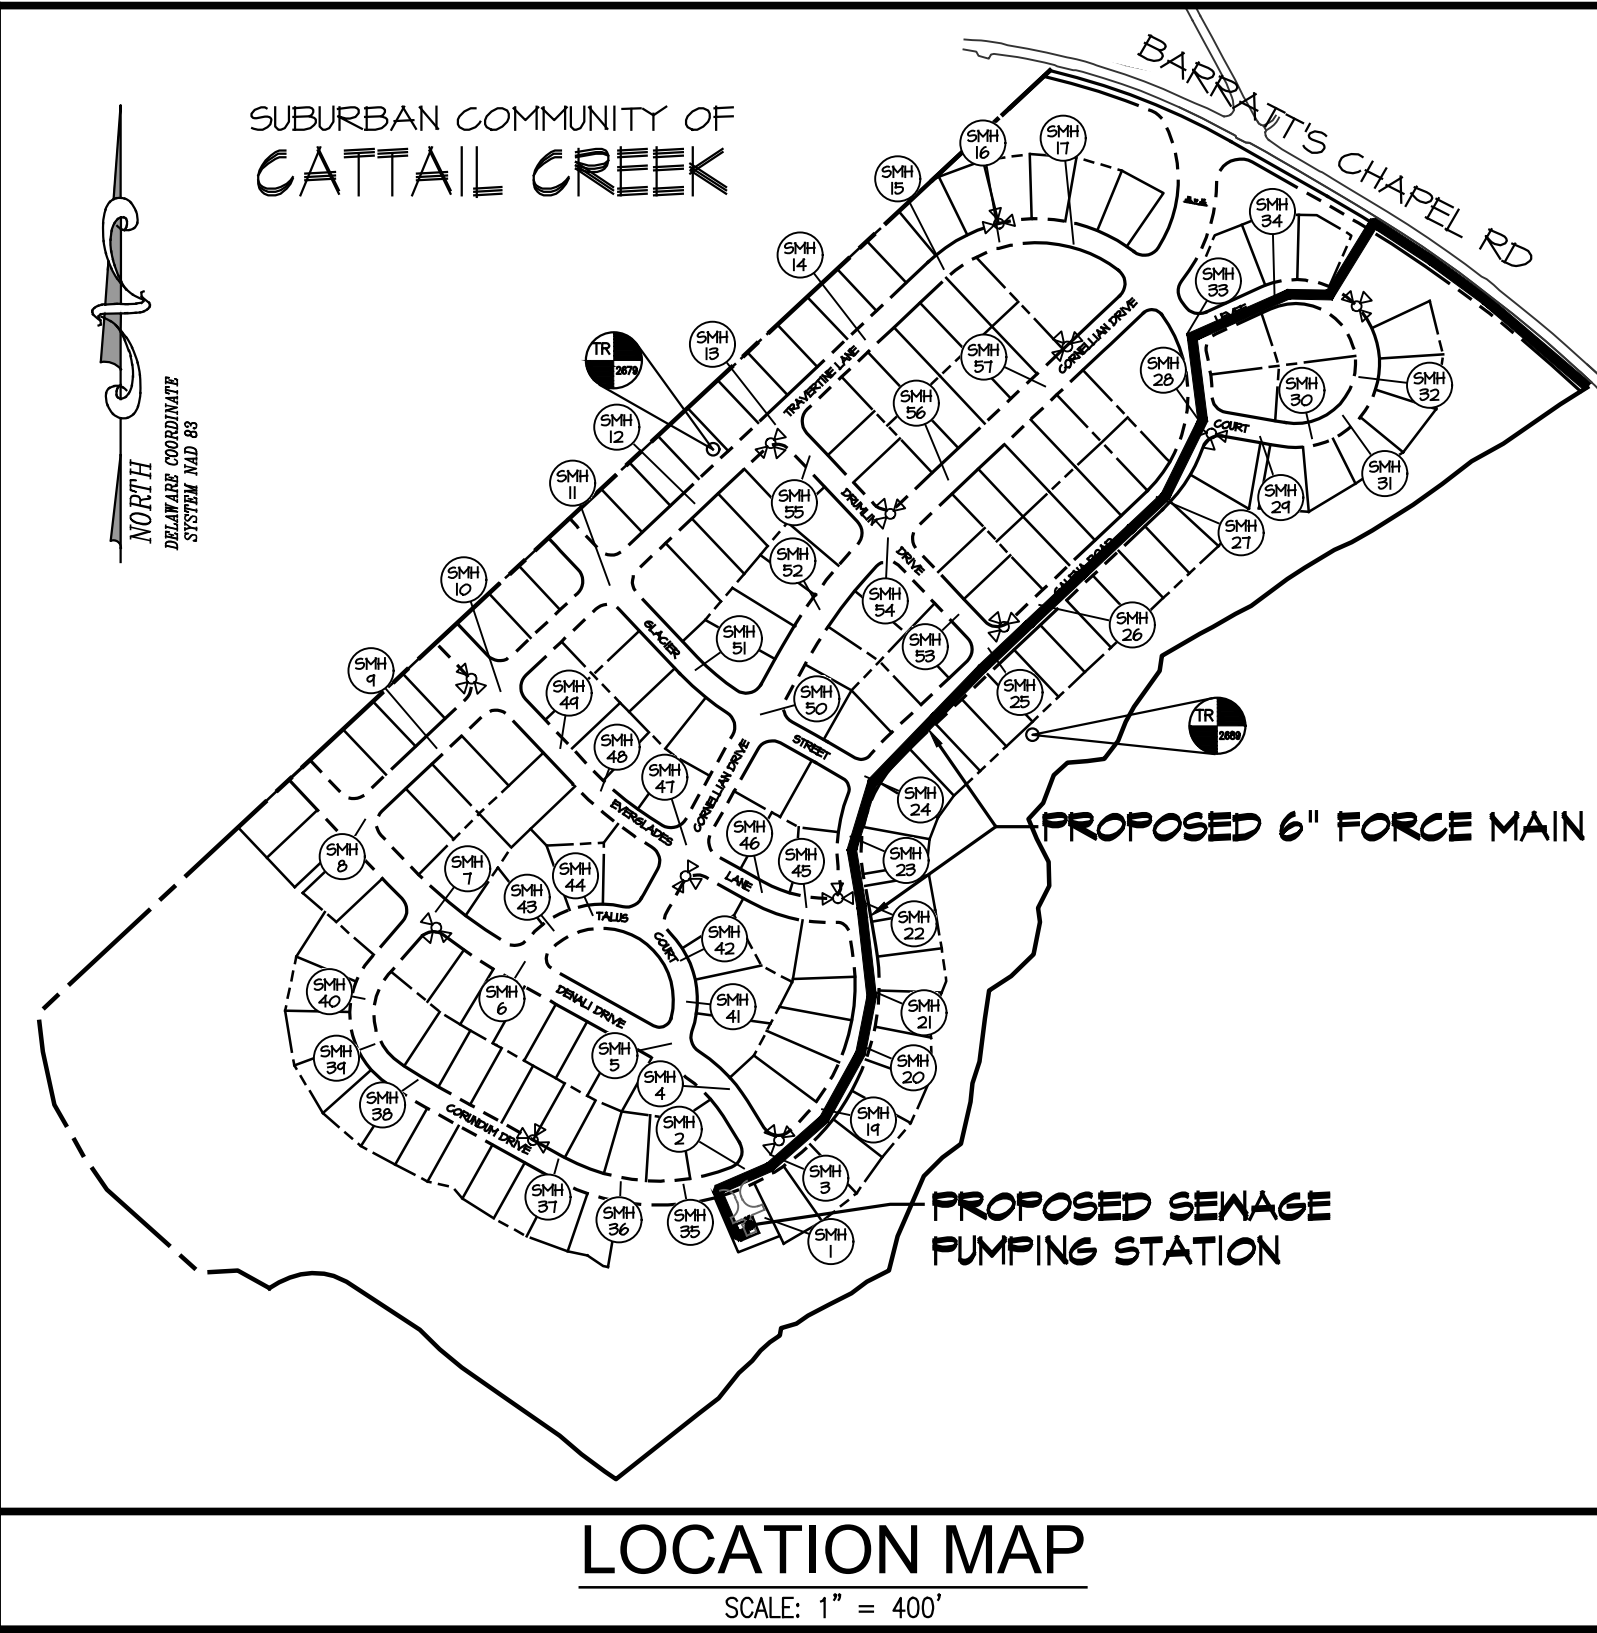 BARRATT'S CHAPEL RD
SUBURBAN COMMUNITY OF
CATTAIL CREEK
NORTH
DELAWARE COORDINATE
SYSTEM NAD 83
SMH 17
SMH 16
SMH 15
SMH 34
SMH 14
SMH 33
SMH 13
TR 2679
SMH 57
CORNELLIAN DRIVE
TRAVERTINE LANE
SMH 28
SMH 30
SMH 32
SMH 56
COURT
SMH 12
SMH 11
SMH 31
SMH 29
SMH 55
DRUMLIN
DRIVE
SMH 27
SMH 52
GALENA ROAD
SMH 10
SMH 54
SMH 26
SMH 51
GLACIER
SMH 53
SMH 9
SMH 49
SMH 50
SMH 25
TR 2689
SMH 48
STREET
SMH 47
CORNELLIAN DRIVE
EVERGLADES
SMH 24
PROPOSED 6" FORCE MAIN
SMH 46
SMH 8
SMH 45
SMH 23
SMH 7
SMH 44
LANE
SMH 43
TALUS
COURT
SMH 22
SMH 42
SMH 40
SMH 6
DENALI DRIVE
SMH 41
SMH 21
SMH 39
SMH 5
SMH 20
SMH 4
SMH 38
CORUNDUM DRIVE
SMH 2
SMH 19
SMH 3
SMH 37
SMH 36
SMH 35
SMH 1
PROPOSED SEWAGE
PUMPING STATION
LOCATION MAP
SCALE: 1" = 400'